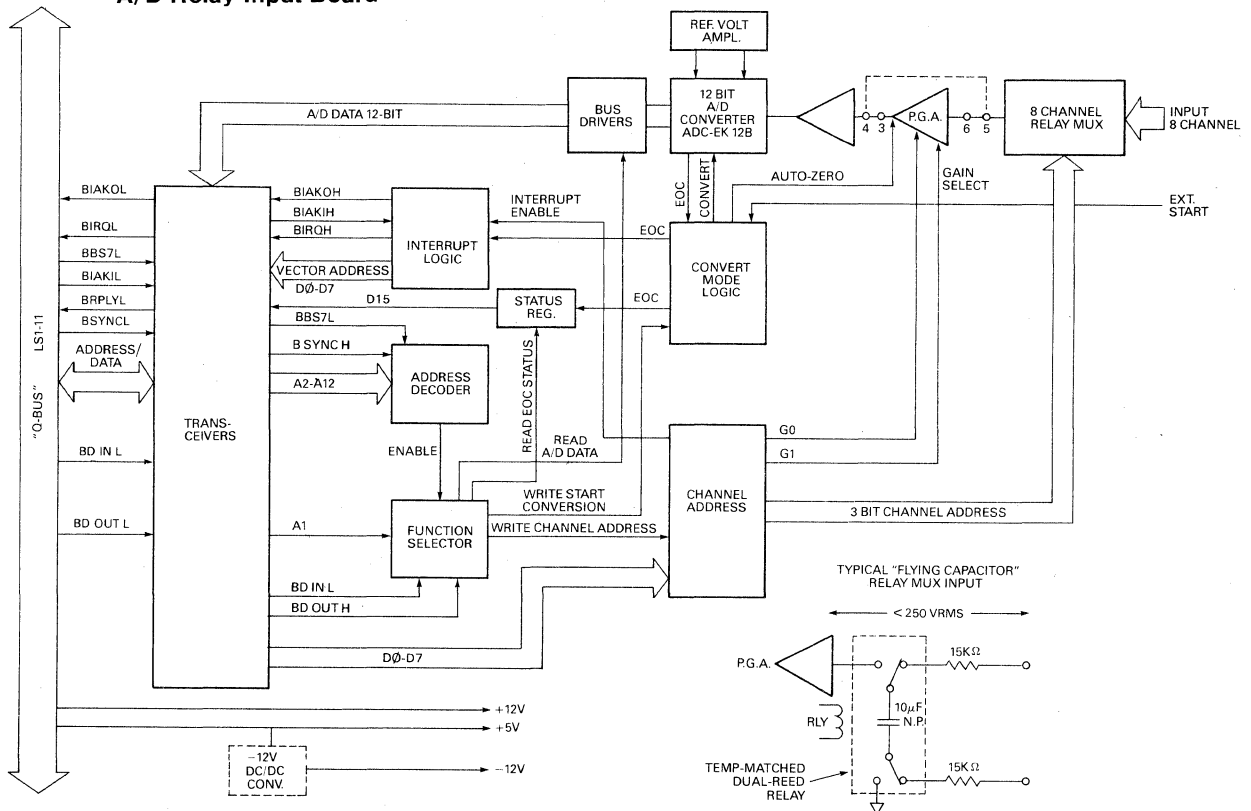 A/D Relay Input Board
REF. VOLT
AMPL.
12 BIT
A/D
CONVERTER
ADC-EK 12B
BUS
DRIVERS
A/D DATA 12-BIT
4
3
P.G.A.
6
5
8 CHANNEL
RELAY MUX
INPUT
8 CHANNEL
AUTO-ZERO
GAIN
SELECT
EOC
CONVERT
EXT.
START
BIAKOL
BIRQL
BBS7L
BIAKIL
BRPLYL
BSYNCL
ADDRESS/
DATA
"Q-BUS" LS1-11
BD IN L
BD OUT L
TRANS-
CEIVERS
BIAKOH
BIAKIH
BIRQH
VECTOR ADDRESS
DØ-D7
INTERRUPT
LOGIC
INTERRUPT
ENABLE
EOC
CONVERT
MODE
LOGIC
D15
STATUS
REG.
EOC
BBS7L
B SYNC H
A2-A12
ADDRESS
DECODER
READ EOC STATUS
ENABLE
READ
A/D DATA
WRITE START
CONVERSION
WRITE CHANNEL ADDRESS
A1
FUNCTION
SELECTOR
BD IN L
BD OUT H
DØ-D7
CHANNEL
ADDRESS
G0
G1
3 BIT CHANNEL ADDRESS
+12V
+5V
-12V
DC/DC
CONV.
-12V
TYPICAL "FLYING CAPACITOR"
RELAY MUX INPUT
< 250 VRMS
P.G.A.
15KΩ
RLY
10µF
N.P.
15KΩ
TEMP-MATCHED
DUAL-REED
RELAY